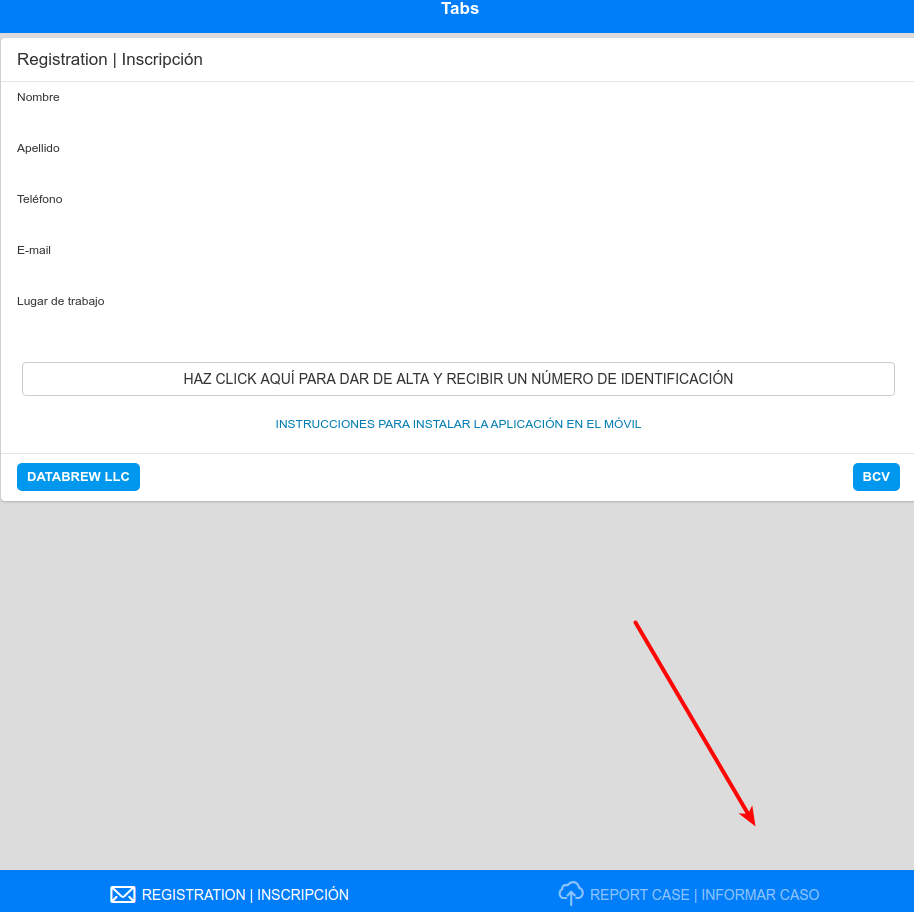 Tabs
Registration | Inscripción
Nombre
Apellido
Teléfono
E-mail
Lugar de trabajo
HAZ CLICK AQUÍ PARA DAR DE ALTA Y RECIBIR UN NÚMERO DE IDENTIFICACIÓN
INSTRUCCIONES PARA INSTALAR LA APLICACIÓN EN EL MÓVIL
DATABREW LLC
BCV
REGISTRATION | INSCRIPCIÓN
REPORT CASE | INFORMAR CASO